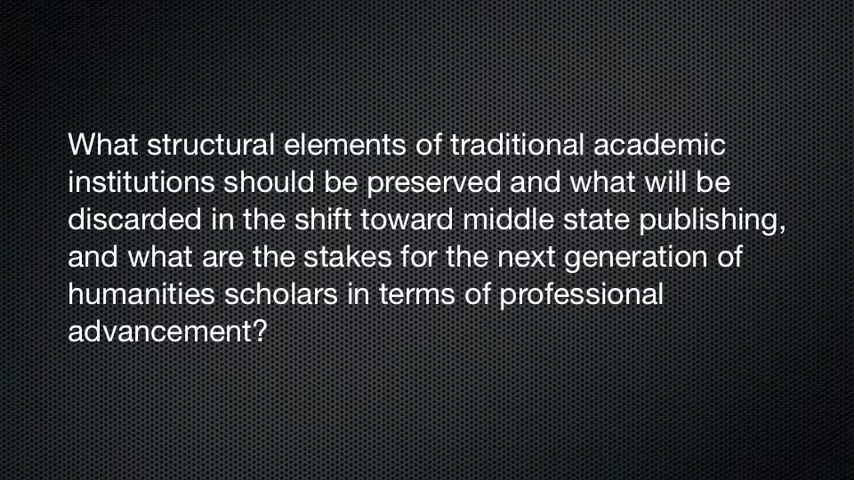 What structural elements of traditional academic
institutions should be preserved and what will be
discarded in the shift toward middle state publishing,
and what are the stakes for the next generation of
humanities scholars in terms of professional
advancement?